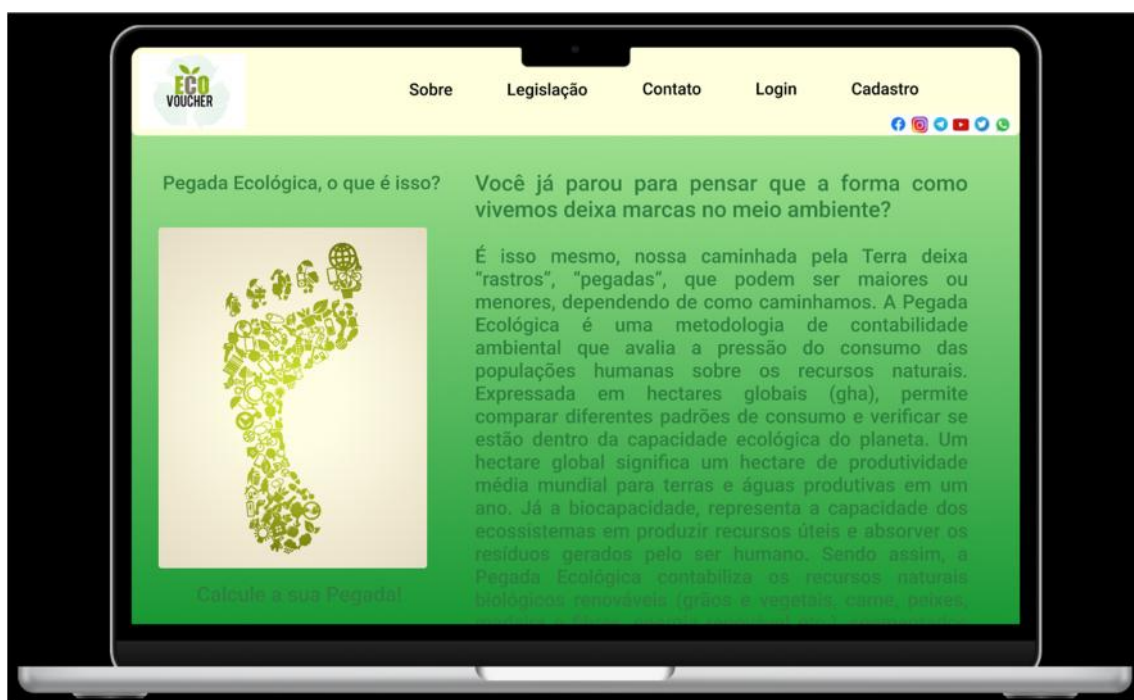 ECO
VOUCHER
Sobre Legislação Contato Login Cadastro
Pegada Ecológica, o que é isso?
Calcule a sua Pegada!
Você já parou para pensar que a forma como
vivemos deixa marcas no meio ambiente?
É isso mesmo, nossa caminhada pela Terra deixa
“rastros”, “pegadas”, que podem ser maiores ou
menores, dependendo de como caminhamos. A Pegada
Ecológica é uma metodologia de contabilidade
ambiental que avalia a pressão do consumo das
populações humanas sobre os recursos naturais.
Expressada em hectares globais (gha), permite
comparar diferentes padrões de consumo e verificar se
estão dentro da capacidade ecológica do planeta. Um
hectare global significa um hectare de produtividade
média mundial para terras e águas produtivas em um
ano. Já a biocapacidade, representa a capacidade dos
ecossistemas em produzir recursos úteis e absorver os
resíduos gerados pelo ser humano. Sendo assim, a
Pegada Ecológica contabiliza os recursos naturais
biológicos renováveis (grãos e vegetais, carne, peixes,